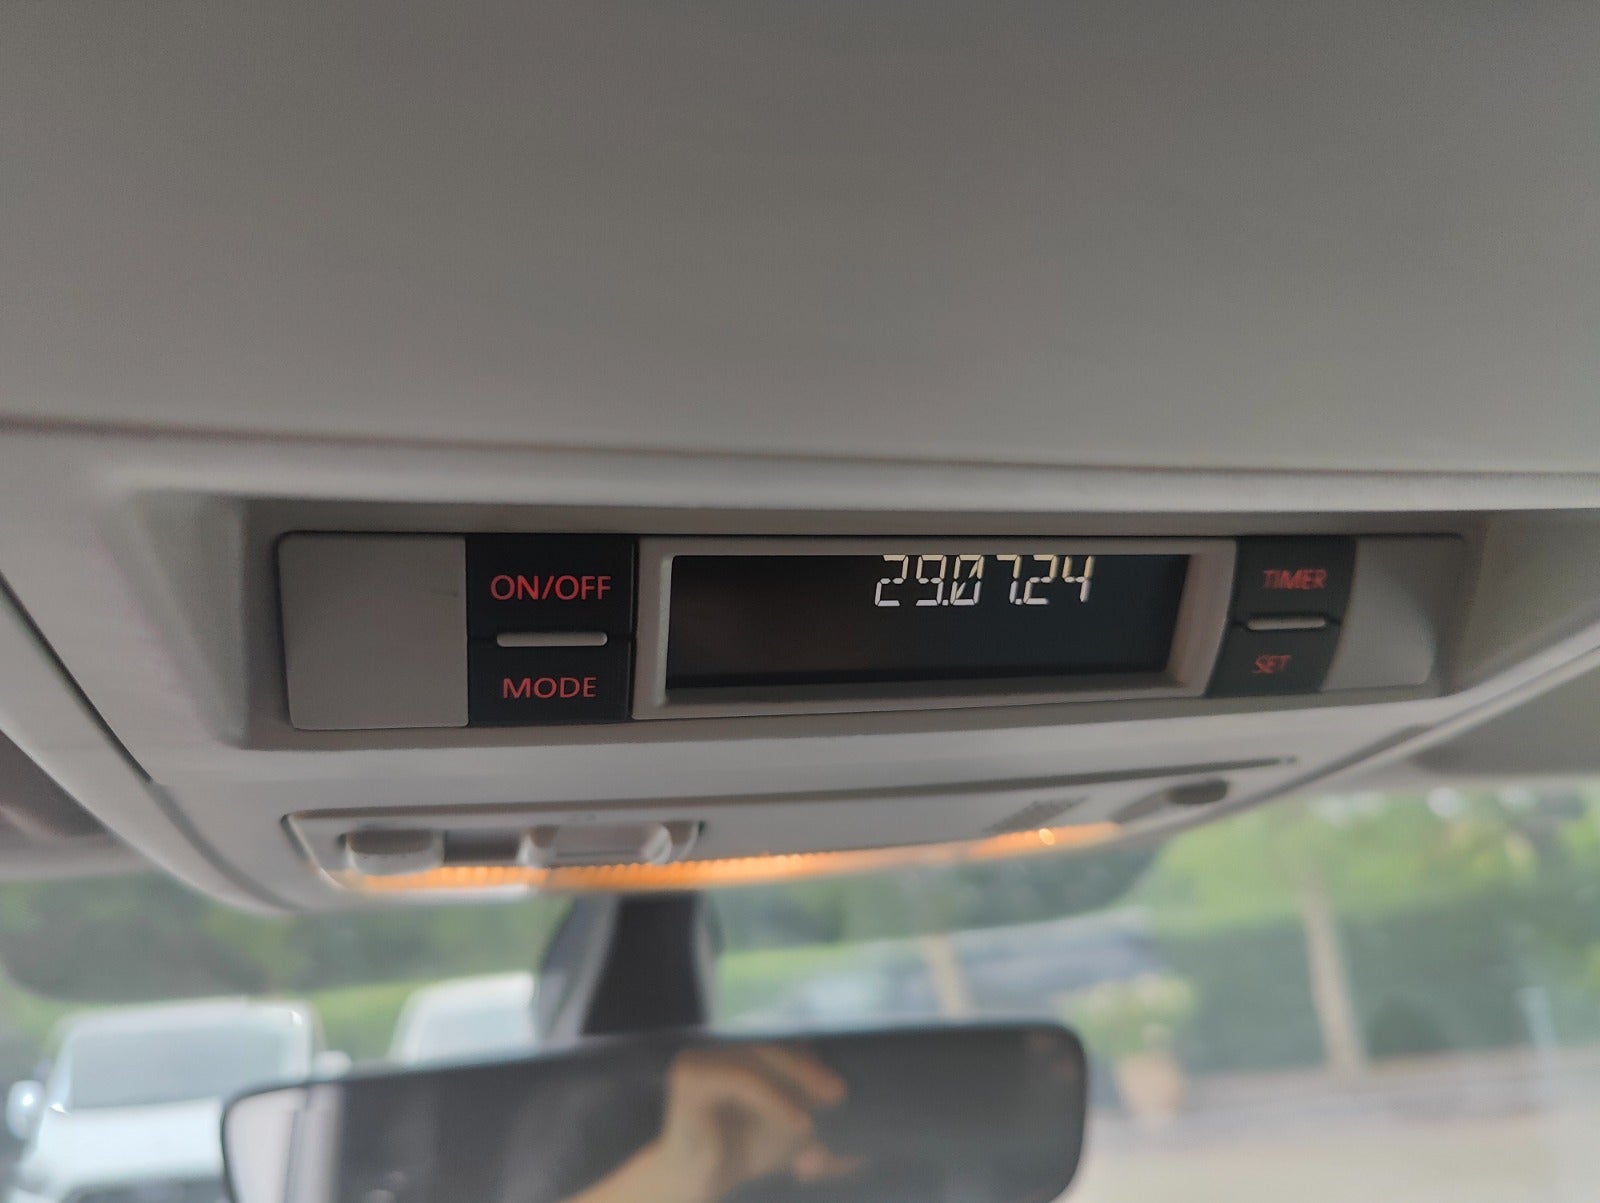 ON/OFF
MODE
29.07.24
TIMER
SET